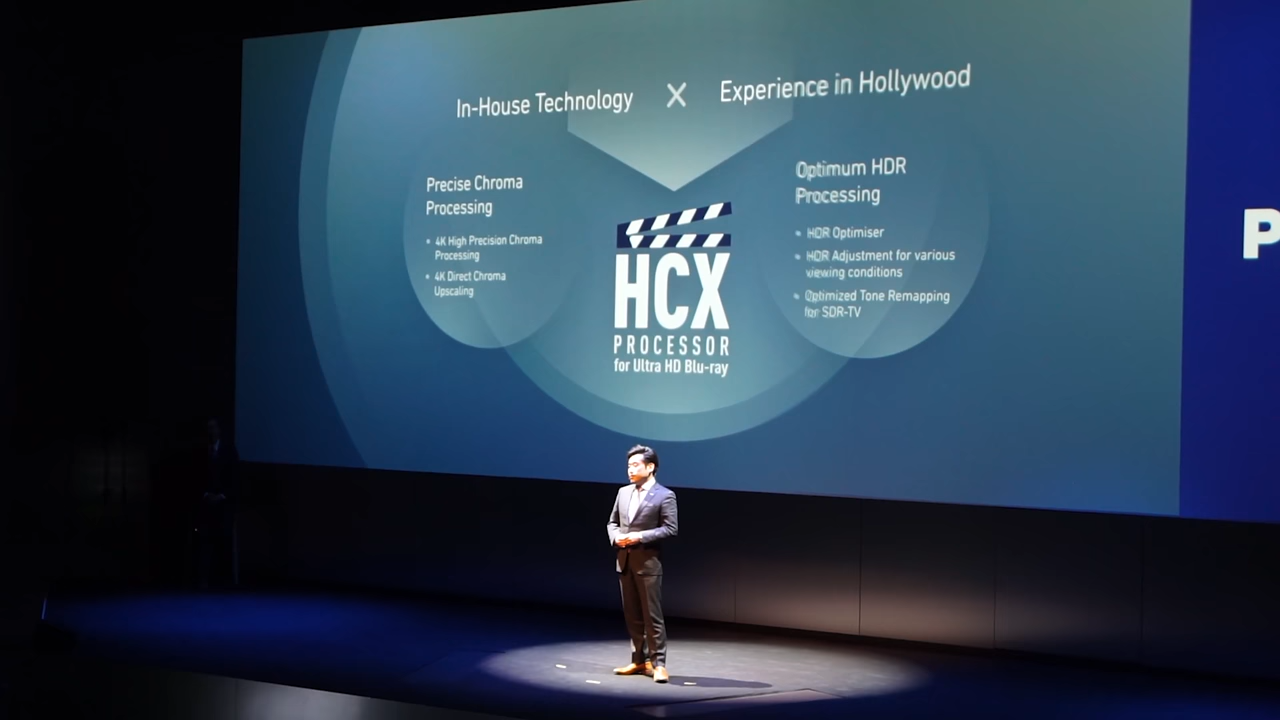 In-House Technology X Experience in Hollywood
Precise Chroma
Processing
• 4K High Precision Chroma
Processing
• 4K Direct Chroma
Upscaling
HCX
PROCESSOR
for Ultra HD Blu-ray
Optimum HDR
Processing
• HDR Optimiser
• HDR Adjustment for various
viewing conditions
• Optimized Tone Remapping
for SDR-TV
P